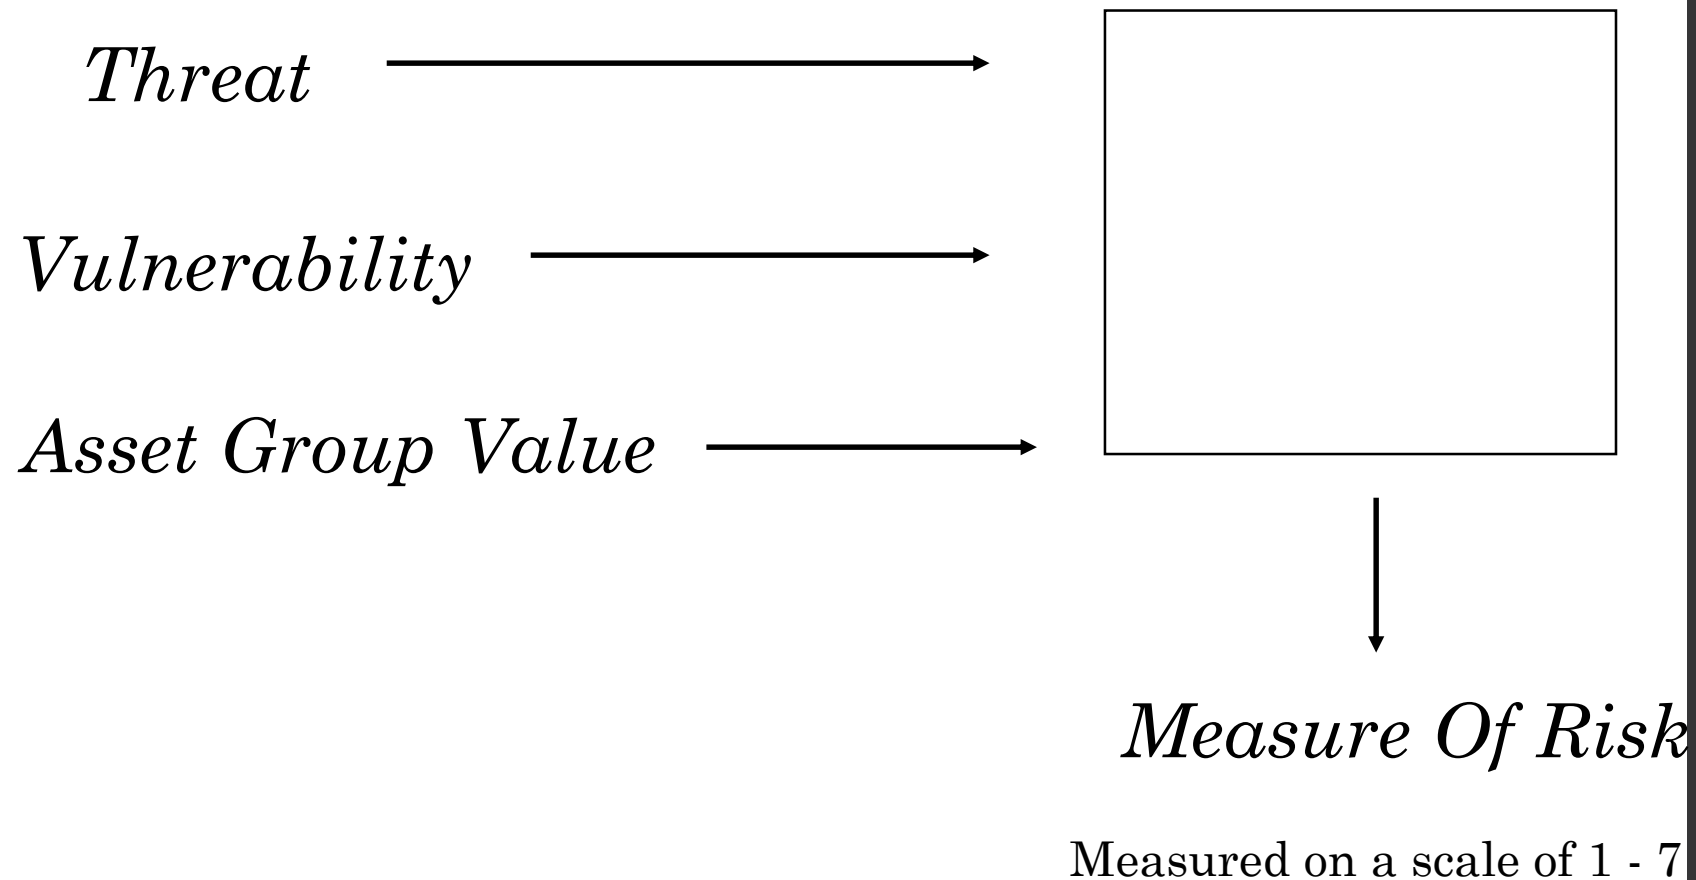 Threat
Vulnerability
Asset Group Value
Measure Of Risk
Measured on a scale of 1 - 7